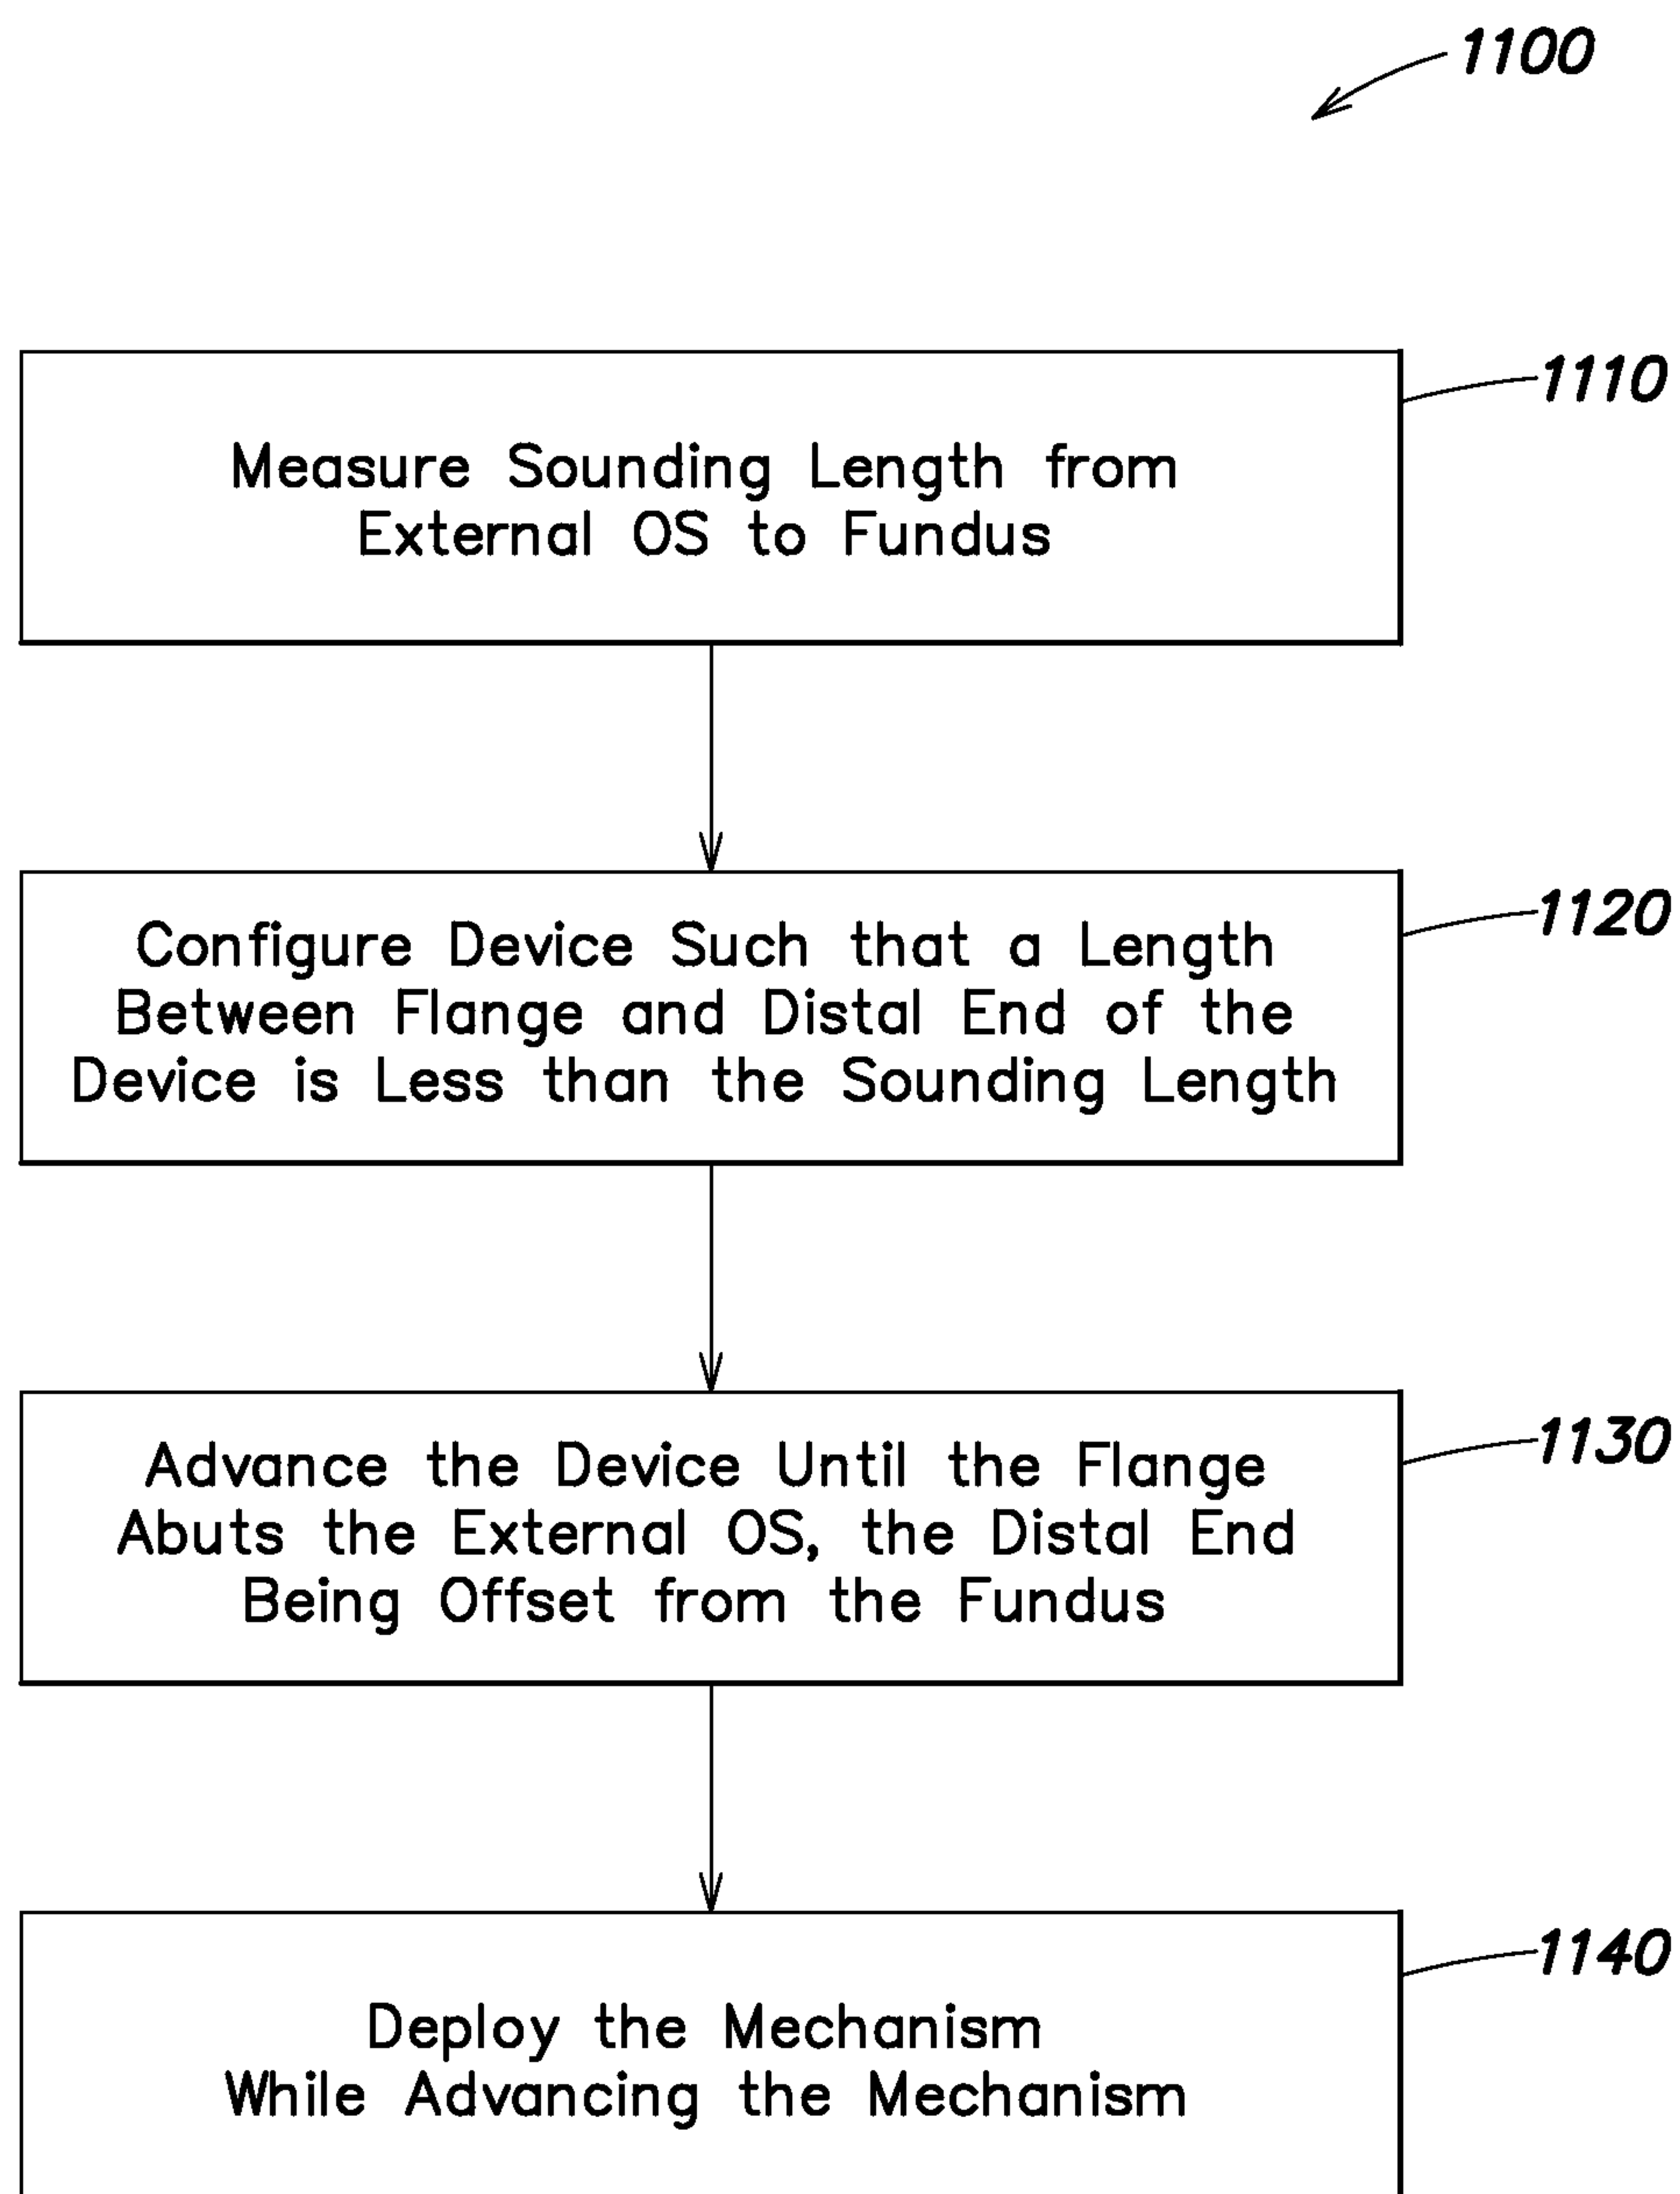 1100
1110
Measure Sounding Length from
External OS to Fundus
1120
Configure Device Such that a Length
Between Flange and Distal End of the
Device is Less than the Sounding Length
1130
Advance the Device Until the Flange
Abuts the External OS, the Distal End
Being Offset from the Fundus
1140
Deploy the Mechanism
While Advancing the Mechanism